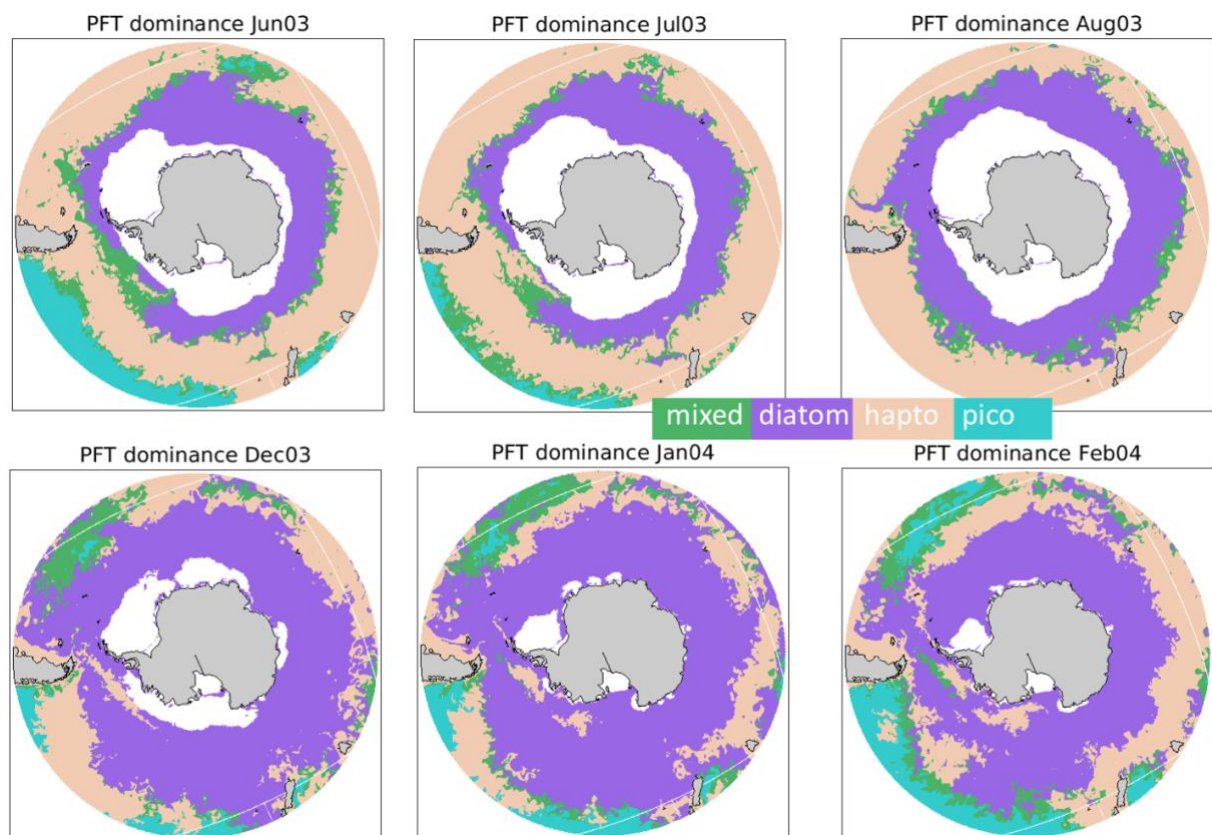 PFT dominance Jun03
PFT dominance Jul03
PFT dominance Aug03
mixed diatom hapto pico
PFT dominance Dec03
PFT dominance Jan04
PFT dominance Feb04